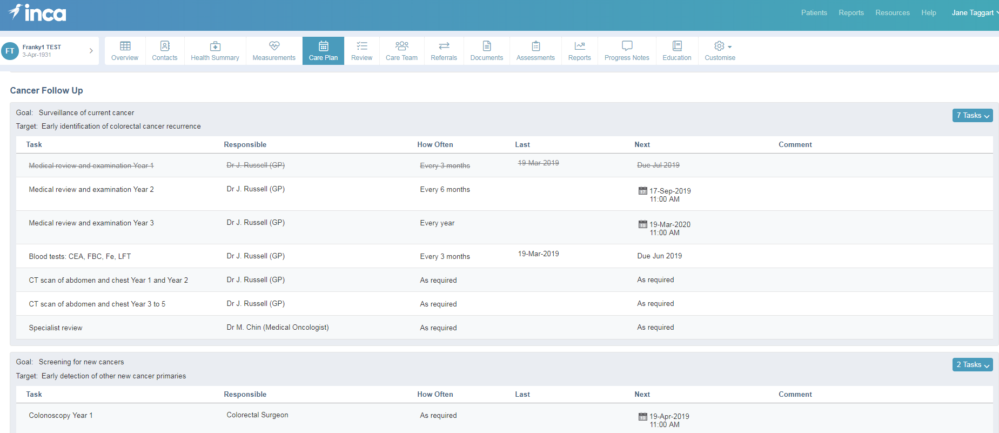 inca
Patients Reports Resources Help Jane Taggart
FT Franky1 TEST
3-Apr-1931
Overview Contacts Health Summary Measurements Care Plan Review Care Team Referrals Documents Assessments Reports Progress Notes Education Customise
Cancer Follow Up
Goal: Surveillance of current cancer 7 Tasks
Target: Early identification of colorectal cancer recurrence
Task Responsible How Often Last Next Comment
Medical review and examination Year 1 Dr J. Russell (GP) Every 3 months 19-Mar-2019 Due Jul 2019
Medical review and examination Year 2 Dr J. Russell (GP) Every 6 months 17 17-Sep-2019
11:00 AM
Medical review and examination Year 3 Dr J. Russell (GP) Every year 19 19-Mar-2020
11:00 AM
Blood tests: CEA, FBC, Fe, LFT Dr J. Russell (GP) Every 3 months 19-Mar-2019 Due Jun 2019
CT scan of abdomen and chest Year 1 and Year 2 Dr J. Russell (GP) As required As required
CT scan of abdomen and chest Year 3 to 5 Dr J. Russell (GP) As required As required
Specialist review Dr M. Chin (Medical Oncologist) As required As required
Goal: Screening for new cancers 2 Tasks
Target: Early detection of other new cancer primaries
Task Responsible How Often Last Next Comment
Colonoscopy Year 1 Colorectal Surgeon As required 19 19-Apr-2019
11:00 AM